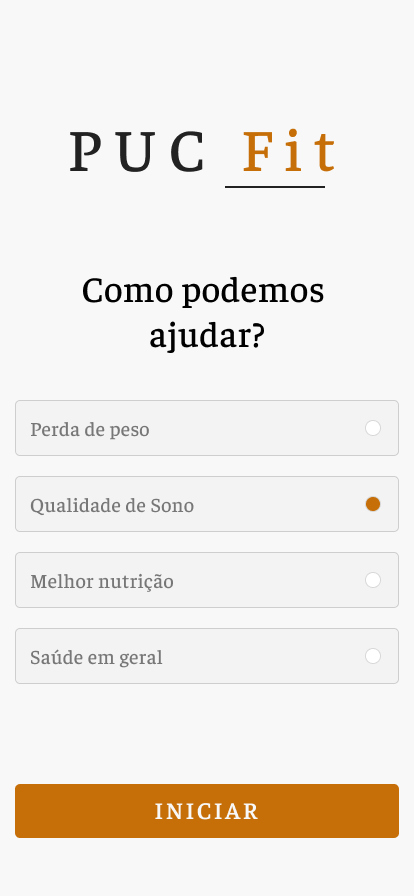 PUC Fit
Como podemos
ajudar?
Perda de peso
Qualidade de Sono
Melhor nutrição
Saúde em geral
INICIAR